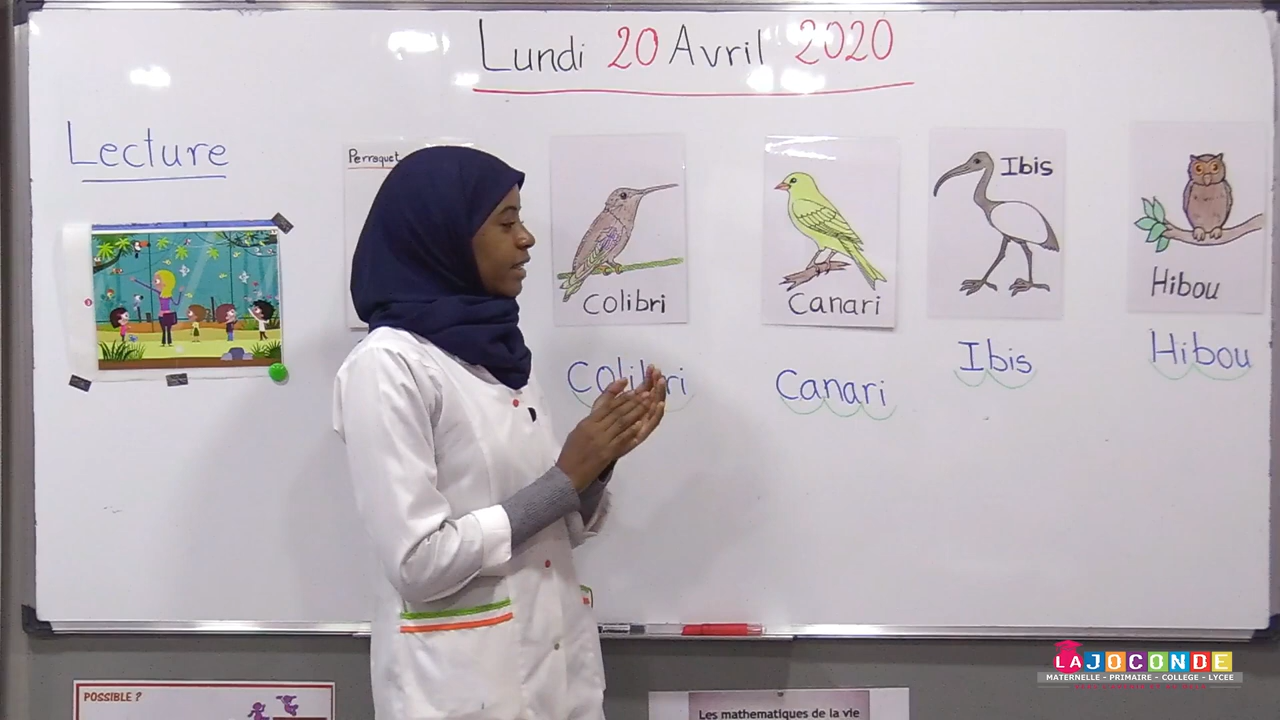 Lundi 20 Avril 2020
Lecture
Perraquet
Colibri
Canari
Ibis
Hibou
Colibri
Canari
Ibis
Hibou
POSSIBLE ?
Les mathematiques de la vie
LAJOCONDE
MATERNELLE - PRIMAIRE - COLLEGE - LYCEE